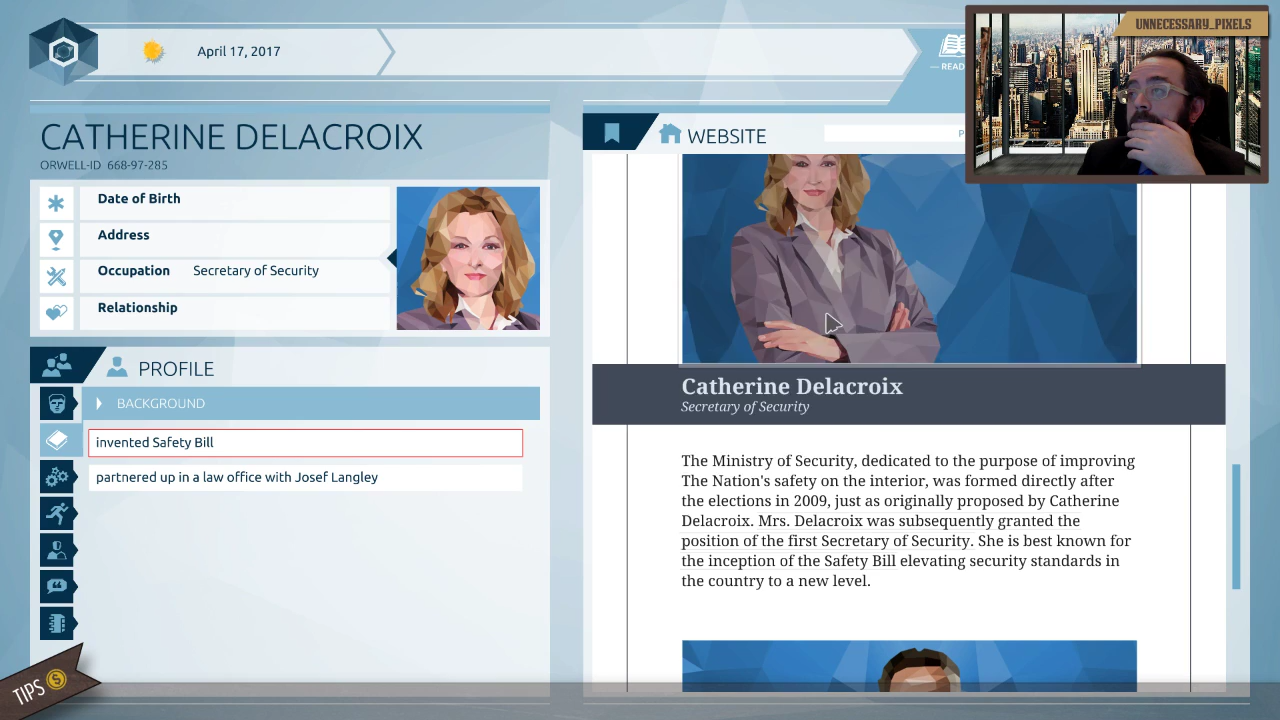 UNNECESSARY_PIXELS
April 17, 2017
CATHERINE DELACROIX
ORWELL-ID 668-97-285
Date of Birth
Address
Occupation Secretary of Security
Relationship
PROFILE
BACKGROUND
invented Safety Bill
partnered up in a law office with Josef Langley
TIPS
WEBSITE
Catherine Delacroix
Secretary of Security
The Ministry of Security, dedicated to the purpose of improving
The Nation's safety on the interior, was formed directly after
the elections in 2009, just as originally proposed by Catherine
Delacroix. Mrs. Delacroix was subsequently granted the
position of the first Secretary of Security. She is best known for
the inception of the Safety Bill elevating security standards in
the country to a new level.